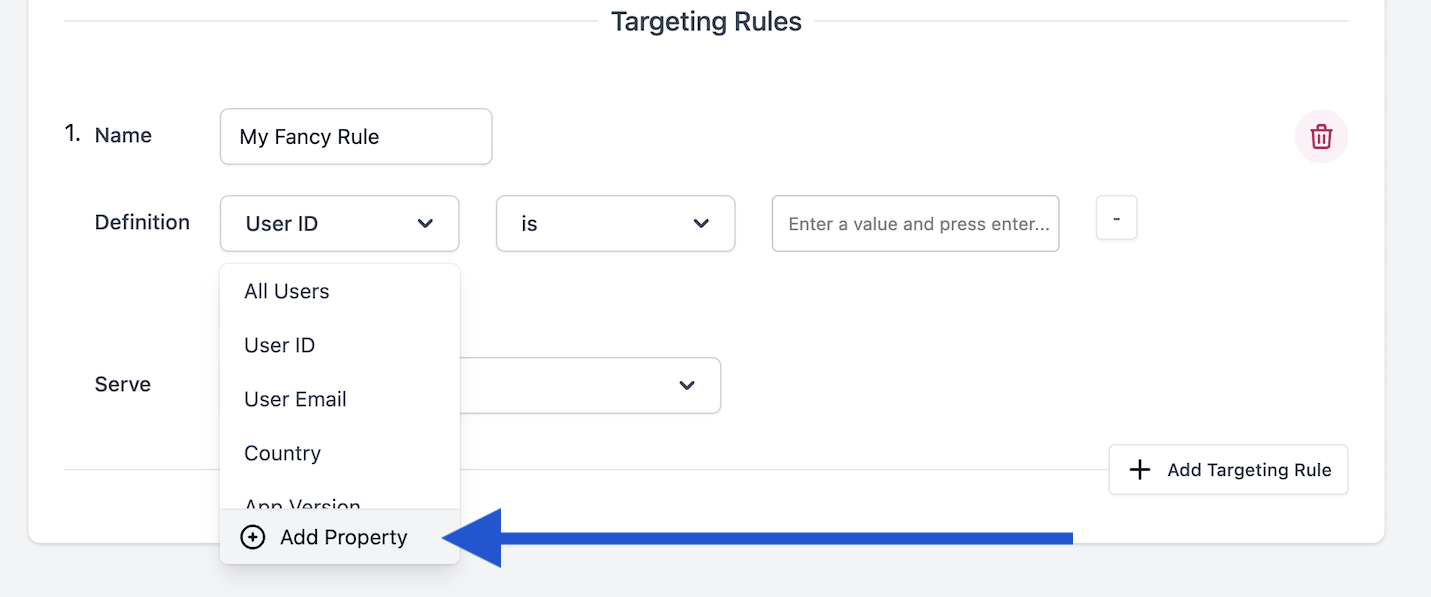 Targeting Rules
1. Name
My Fancy Rule
Definition
User ID
is
Enter a value and press enter...
-
All Users
User ID
Serve
User Email
Country
App Version
Add Targeting Rule
Add Property